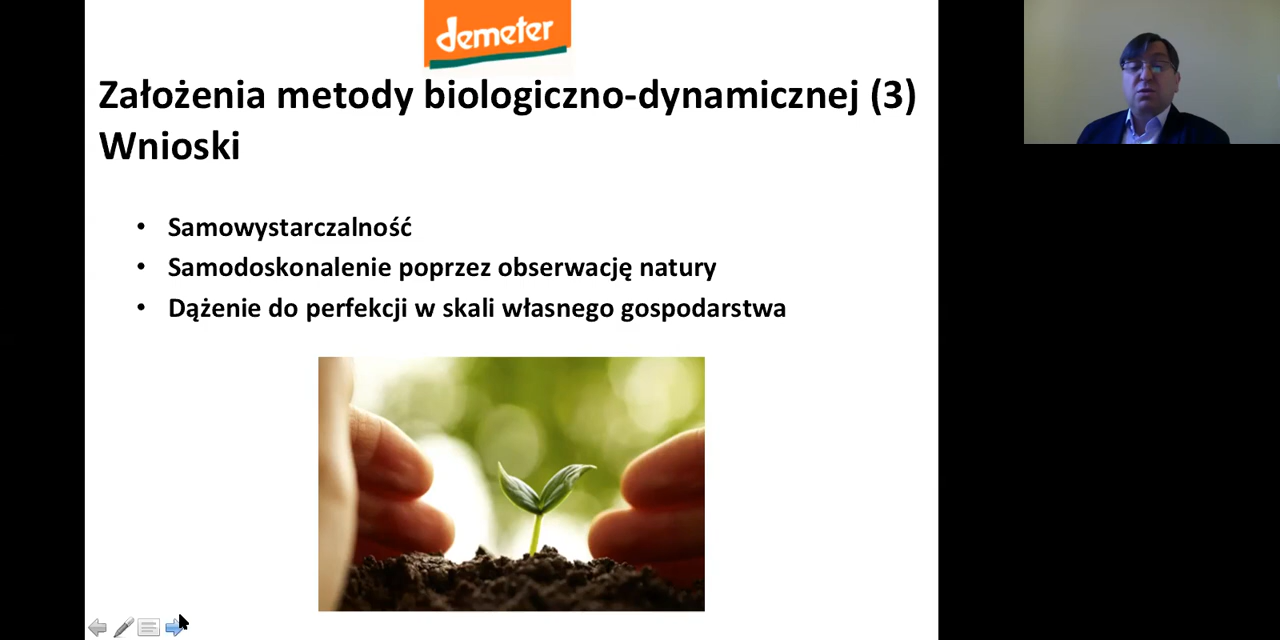 demeter
Założenia metody biologiczno-dynamicznej (3)
Wnioski
• Samowystarczalność
• Samodoskonalenie poprzez obserwację natury
• Dążenie do perfekcji w skali własnego gospodarstwa